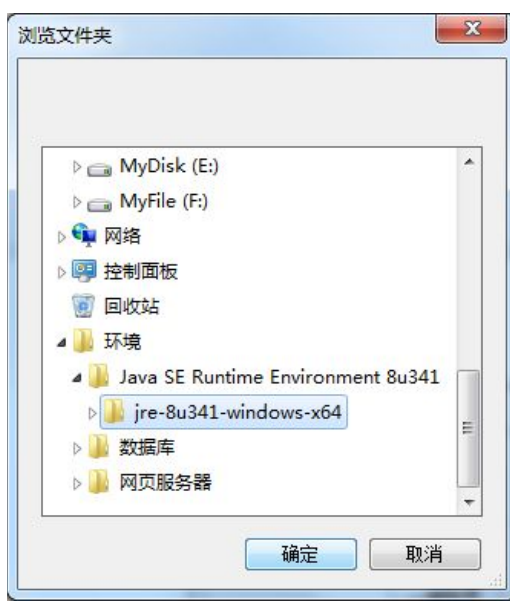 浏览文件夹
MyDisk (E:)
MyFile (F:)
网络
控制面板
回收站
环境
Java SE Runtime Environment 8u341
jre-8u341-windows-x64
数据库
网页服务器
确定
取消